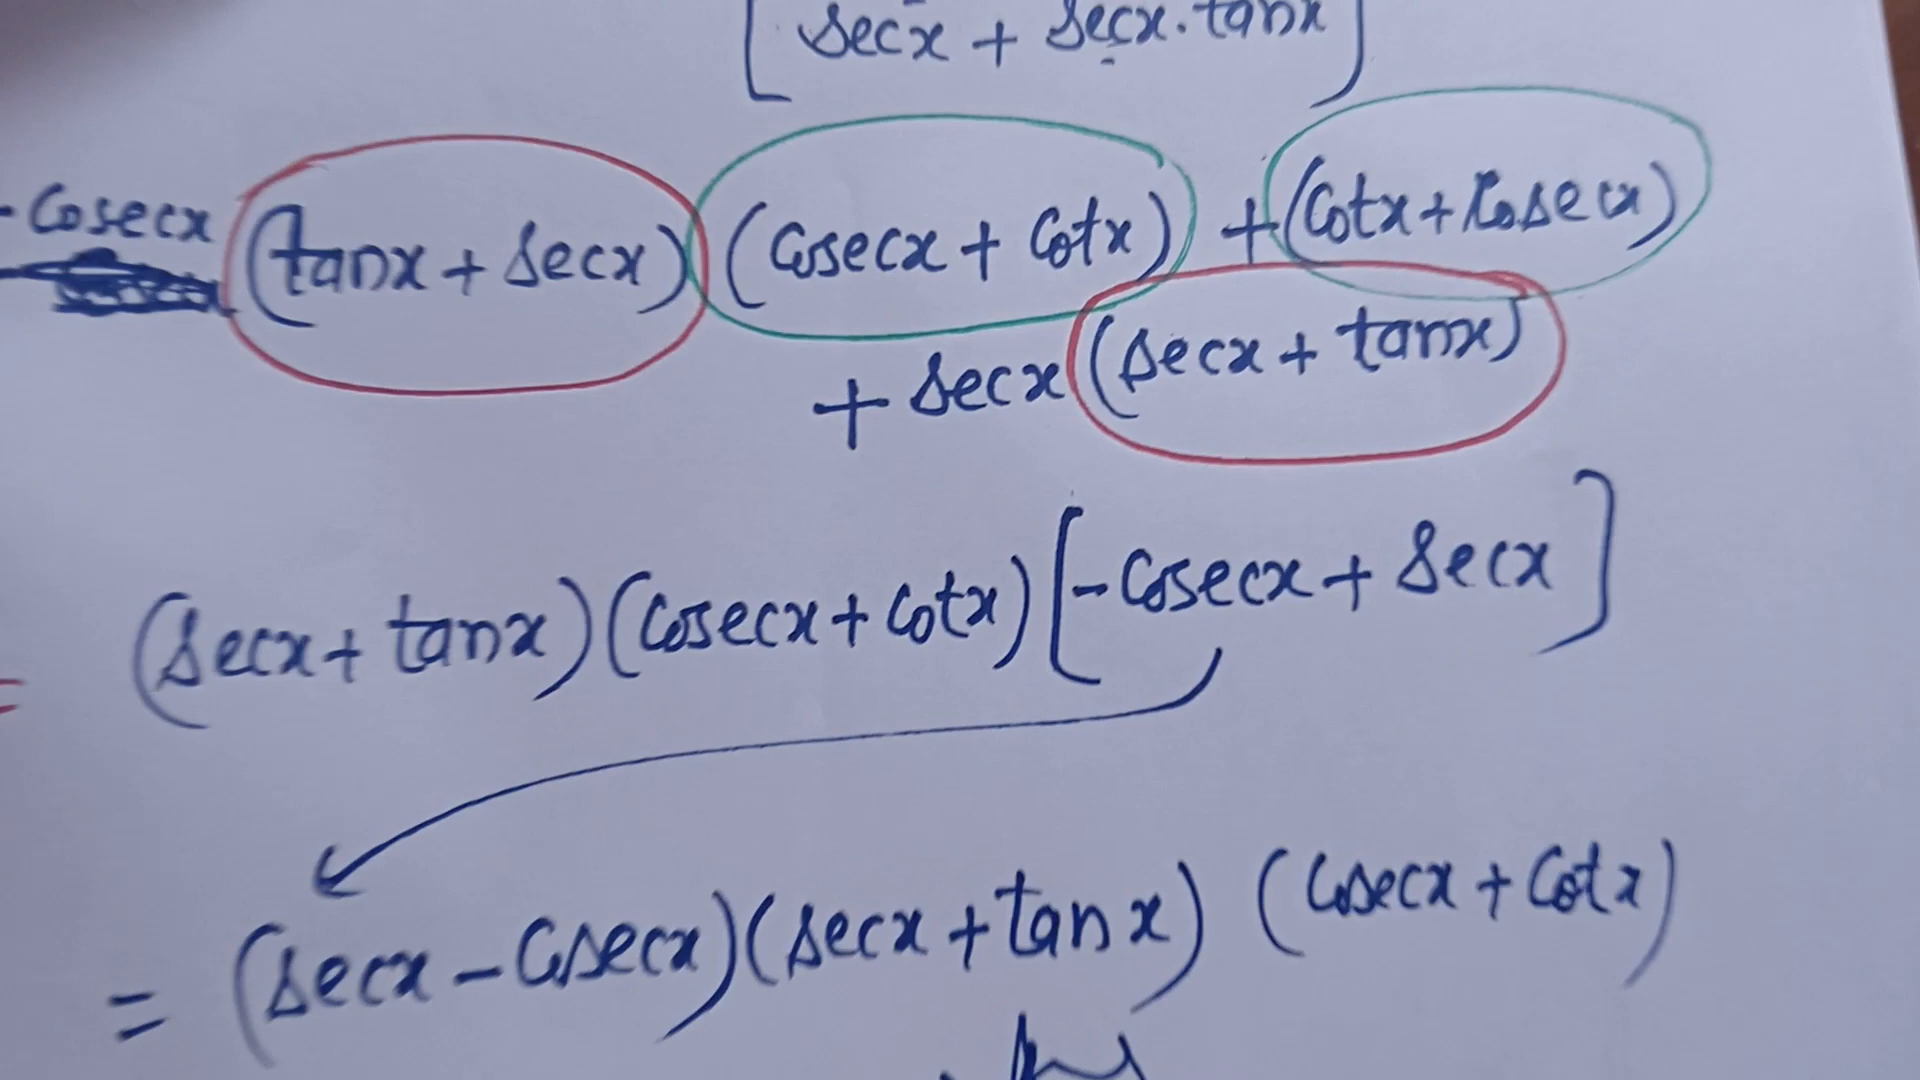 [sec²x + secx.tanx]
-Cosecx (tanx + Secx) (Cosecx + Cotx) + (Cotx + Cosecx)
+ Secx (Secx + tanx)
= (Secx + tanx) (Cosecx + Cotx) [-Cosecx + Secx]
= (Secx - Cosecx) (Secx + tanx) (Cosecx + Cotx)